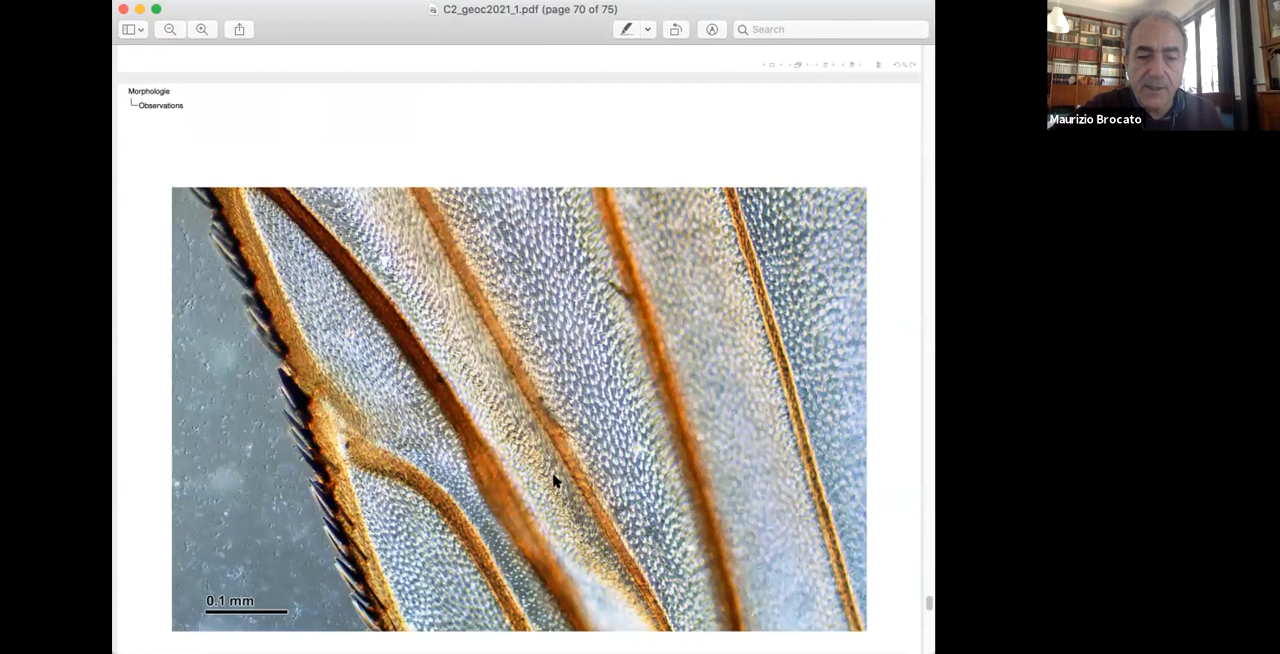 C2_geoc2021_1.pdf (page 70 of 75)
Search
Morphologie
Observations
0.1 mm
Maurizio Brocato